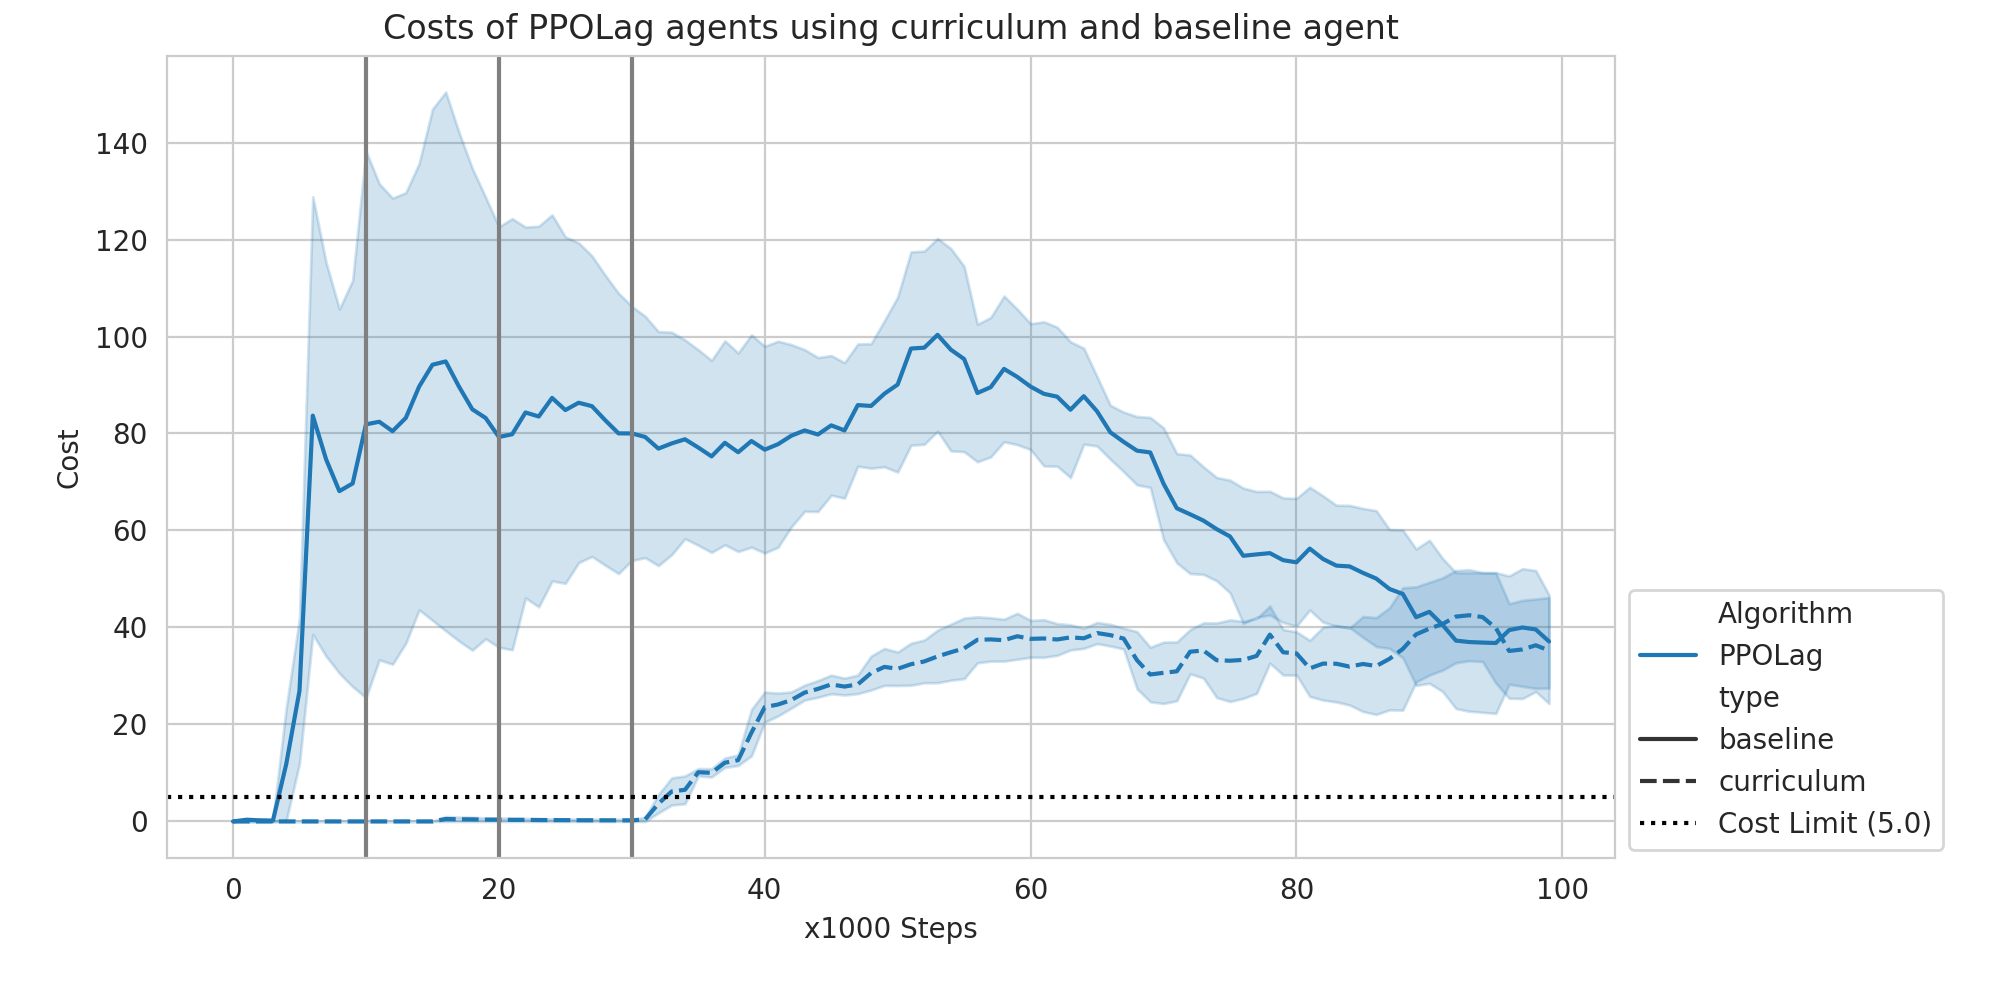 Costs of PPOLag agents using curriculum and baseline agent
140
120
100
80
60
40
20
0
Cost
0 20 40 60 80 100
x1000 Steps
Algorithm
PPOLag
type
baseline
curriculum
Cost Limit (5.0)